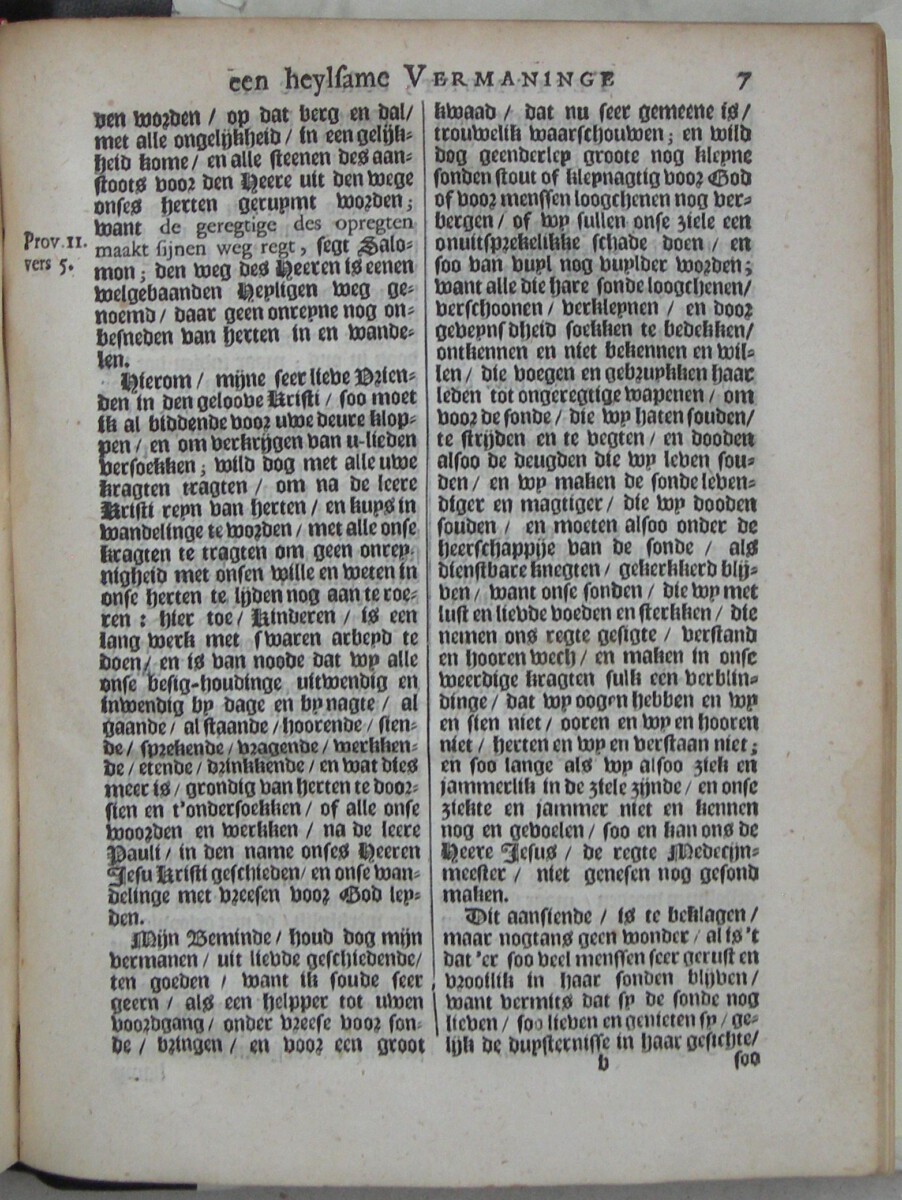 een heylsame VERMANINGE 7
den worden / op dat berg en dal /
met alle ongelijkheid / in een gelijk-
heid kome / en alle steenen des aan-
stoots voor den Heere uit den wege
onses herten geruymt worden ;
want de geregtige des opregten
maakt sijnen weg regt, segt Salo-
mon ; den weg des Heeren is eenen
welgebaanden Heyligen weg ge-
noemd / daar geen onreyne nog on-
besneden van herten in en wande-
len.
Prov. 11.
vers 5.
Hierom / mijne seer lieve Vrien-
den in den geloove Kristi / soo moet
ik al biddende voor uwe deure klop-
pen / en om verkrijgen van u-lieden
versoekken ; wild dog met alle uwe
kragten tragten / om na de leere
Kristi reyn van herten / en kuys in
wandelinge te worden / met alle onse
kragten te tragten om geen onrey-
nigheid met onsen wille en weten in
onse herten te lijden nog aan te roe-
ren : hier toe / Kinderen / is een
lang werk met swaren arbeyd te
doen / en is van noode dat wy alle
onse besig-houdinge uitwendig en
inwendig by dage en by nagte / al
gaande / al staande / hoorende / sien-
de / sprekende / vragende / werkken-
de / etende / drinkkende / en wat dies
meer is / grondig van herten te door-
sien en t'ondersoekken / of alle onse
woorden en werkken / na de leere
Pauli / in den name onses Heeren
Jesu Kristi geschieden / en onse wan-
delinge met vreesen voor God ley-
den.
Mijn Beminde / houd dog mijn
vermanen / uit liefde geschiedende /
ten goeden / want ik soude seer
geern / als een helpper tot uwen
voordgang / onder vreese voor son-
de / bringen / en voor een groot
kwaad / dat nu seer gemeene is /
trouwelik waarschouwen ; en wild
dog geenderley groote nog kleyne
sonden stout of kleynagtig voor God
of voor menssen loogchenen nog ver-
bergen / of wy sullen onse ziele een
onuitsprekelikke schade doen / en
soo van vuyl nog vuylder worden ;
want alle die hare sonde loogchenen /
verschoonen / verkleynen / en door
geveynsdheid soekken te bedekken /
ontkennen en niet bekennen en wil-
len / die voegen en gebruykken haar
leden tot ongeregtige wapenen / om
voor de sonde / die wy haten souden /
te strijden en te vegten / en dooden
alsoo de deugden die wy leven sou-
den / en wy maken de sonde leven-
diger en magtiger / die wy dooden
souden / en moeten alsoo onder de
heerschappije van de sonde / als
dienstbare knegten / gekerkkerd blij-
ven / want onse sonden / die wy met
lust en lievde voeden en sterkken / die
nemen ons regte gesigte / verstand
en hooren wech / en maken in onse
weerdige kragten sulk een verblin-
dinge / dat wy oogen hebben en wy
en sien niet / ooren en wy en hooren
niet / herten en wy en verstaan niet ;
en soo lange als wy alsoo ziek en
jammerlik in de ziele zijnde / en onse
ziekte en jammer niet en kennen
nog en gevoelen / soo en kan ons de
Heere Jesus / de regte Medecijn-
meester / niet genesen nog gesond
maken.
Dit aansiende / is te beklagen /
maar nogtans geen wonder / al is 't
dat 'er soo veel menssen seer gerust en
vroolik in haar sonden blijven /
want vermits dat sy de sonde nog
lieven / soo lieven en genieten sy / ge-
lijk de duysternisse in haar gesichte /
b soo